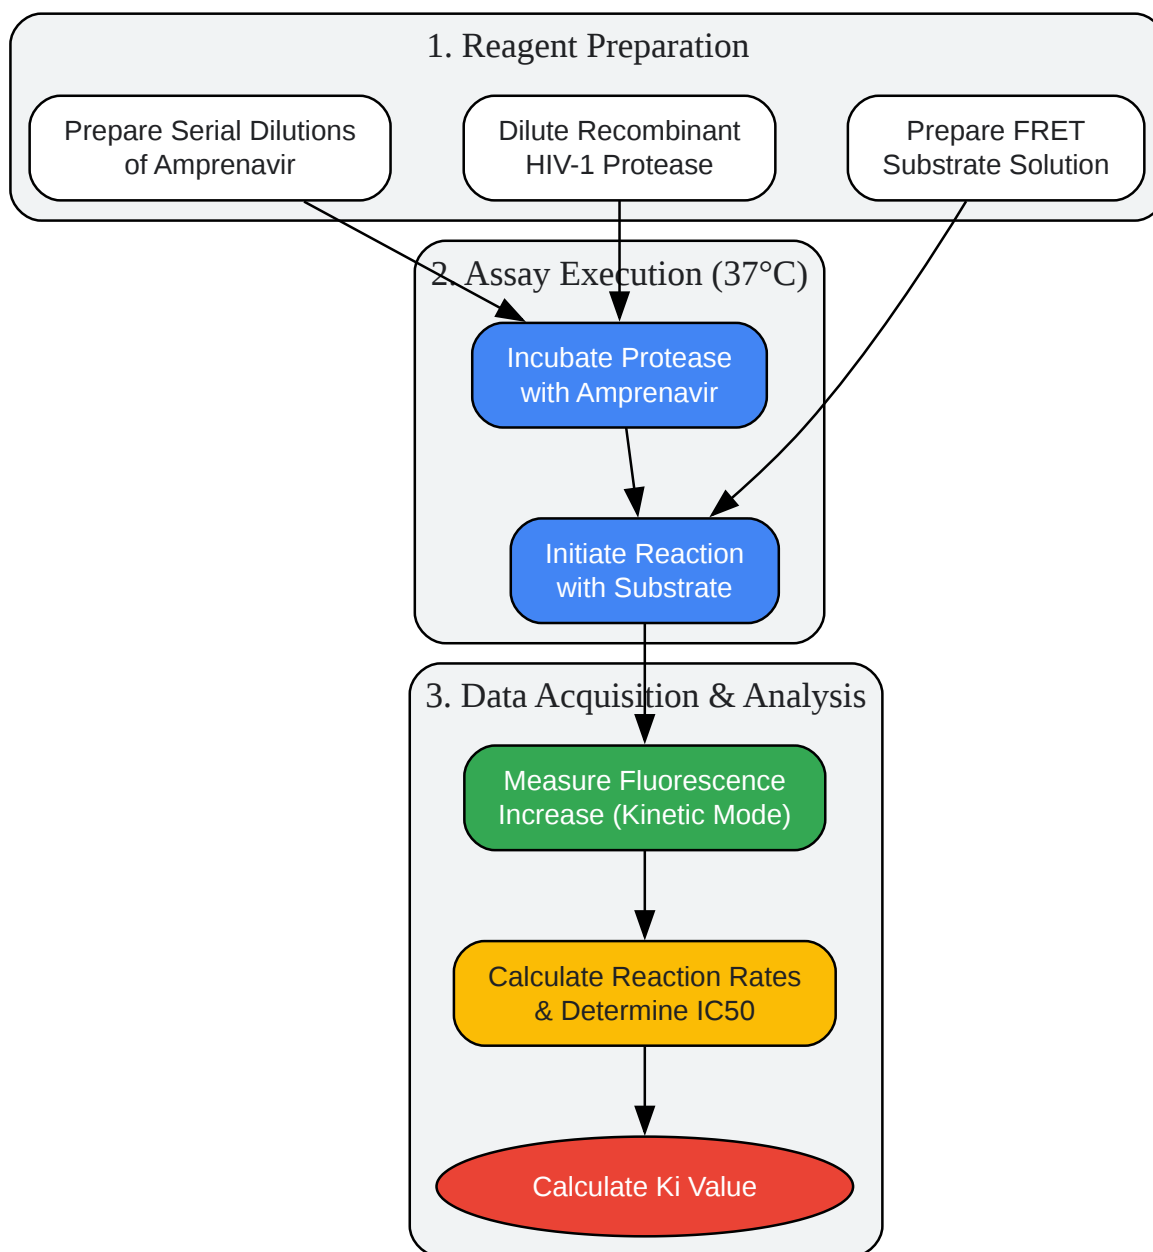 1. Reagent Preparation
Prepare Serial Dilutions
of Amprenavir
Dilute Recombinant
HIV-1 Protease
Prepare FRET
Substrate Solution
2. Assay Execution (37°C)
Incubate Protease
with Amprenavir
Initiate Reaction
with Substrate
3. Data Acquisition & Analysis
Measure Fluorescence
Increase (Kinetic Mode)
Calculate Reaction Rates
& Determine IC50
Calculate Ki Value